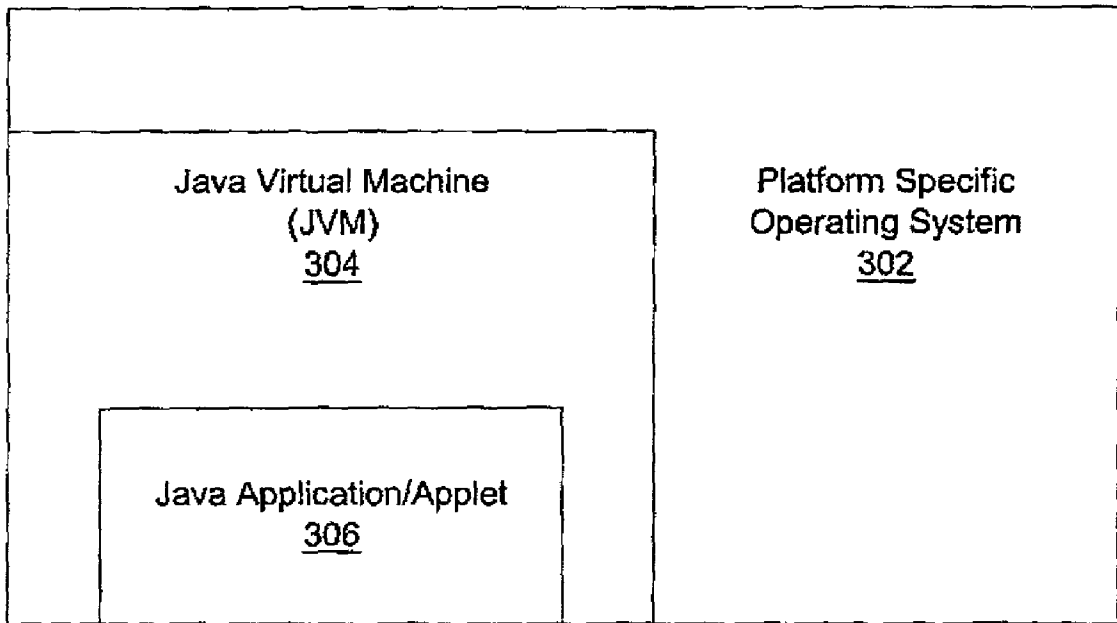 Java Virtual Machine
(JVM)
304
Platform Specific
Operating System
302
Java Application/Applet
306